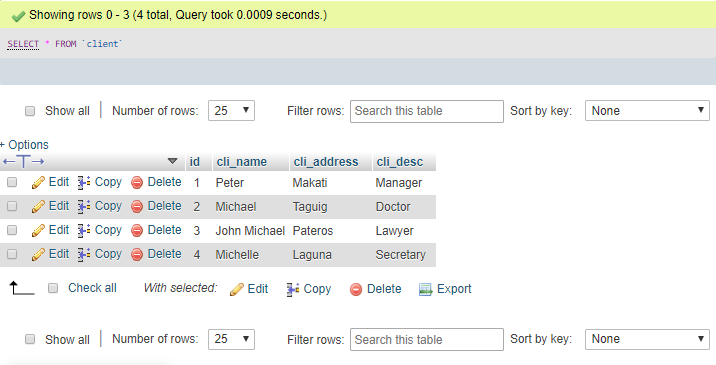 Showing rows 0 - 3 (4 total, Query took 0.0009 seconds.)
SELECT * FROM `client`
Show all Number of rows: 25 Filter rows: Search this table Sort by key: None
+ Options
←T→ id cli_name cli_address cli_desc
Edit Copy Delete 1 Peter Makati Manager
Edit Copy Delete 2 Michael Taguig Doctor
Edit Copy Delete 3 John Michael Pateros Lawyer
Edit Copy Delete 4 Michelle Laguna Secretary
Check all With selected: Edit Copy Delete Export
Show all Number of rows: 25 Filter rows: Search this table Sort by key: None